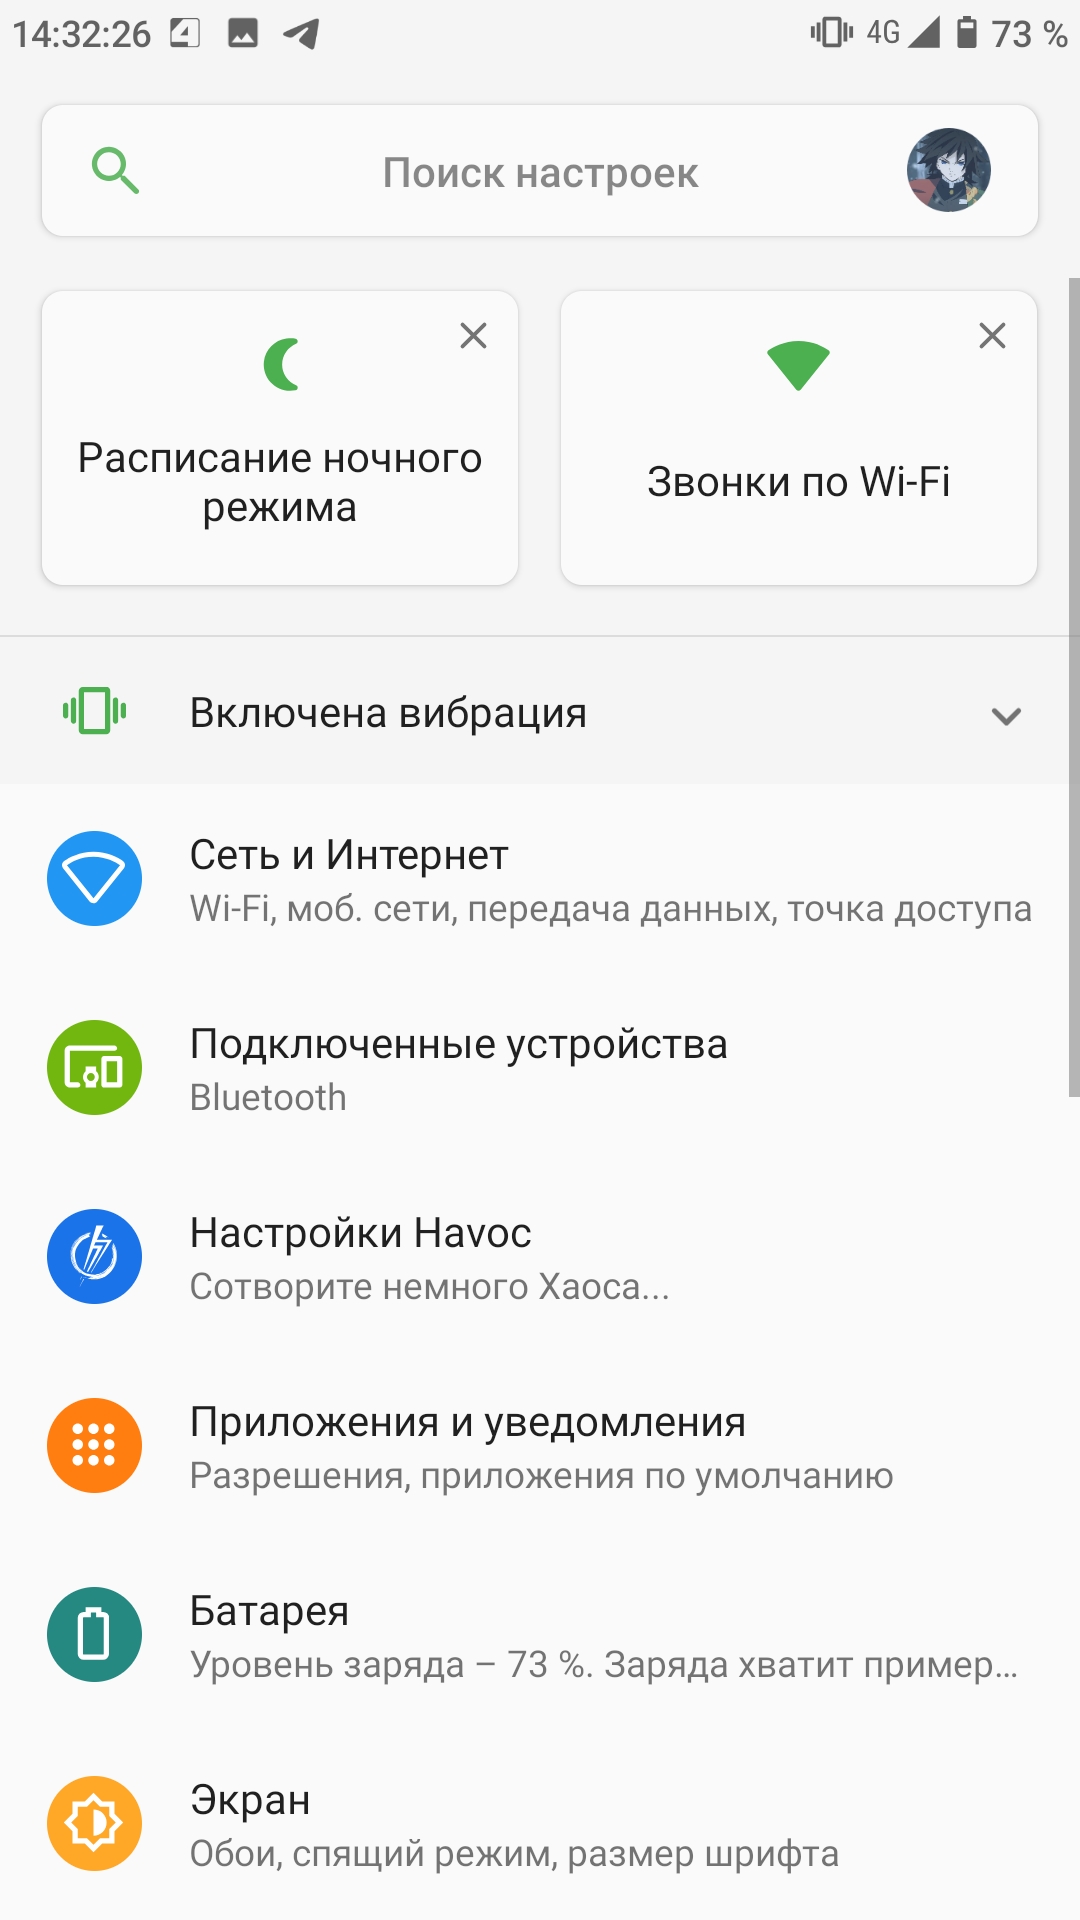 14:32:26 4G 73 %
Поиск настроек
Расписание ночного
режима
Звонки по Wi-Fi
Включена вибрация
Сеть и Интернет
Wi-Fi, моб. сети, передача данных, точка доступа
Подключенные устройства
Bluetooth
Настройки Havoc
Сотворите немного Хаоса...
Приложения и уведомления
Разрешения, приложения по умолчанию
Батарея
Уровень заряда – 73 %. Заряда хватит пример…
Экран
Обои, спящий режим, размер шрифта